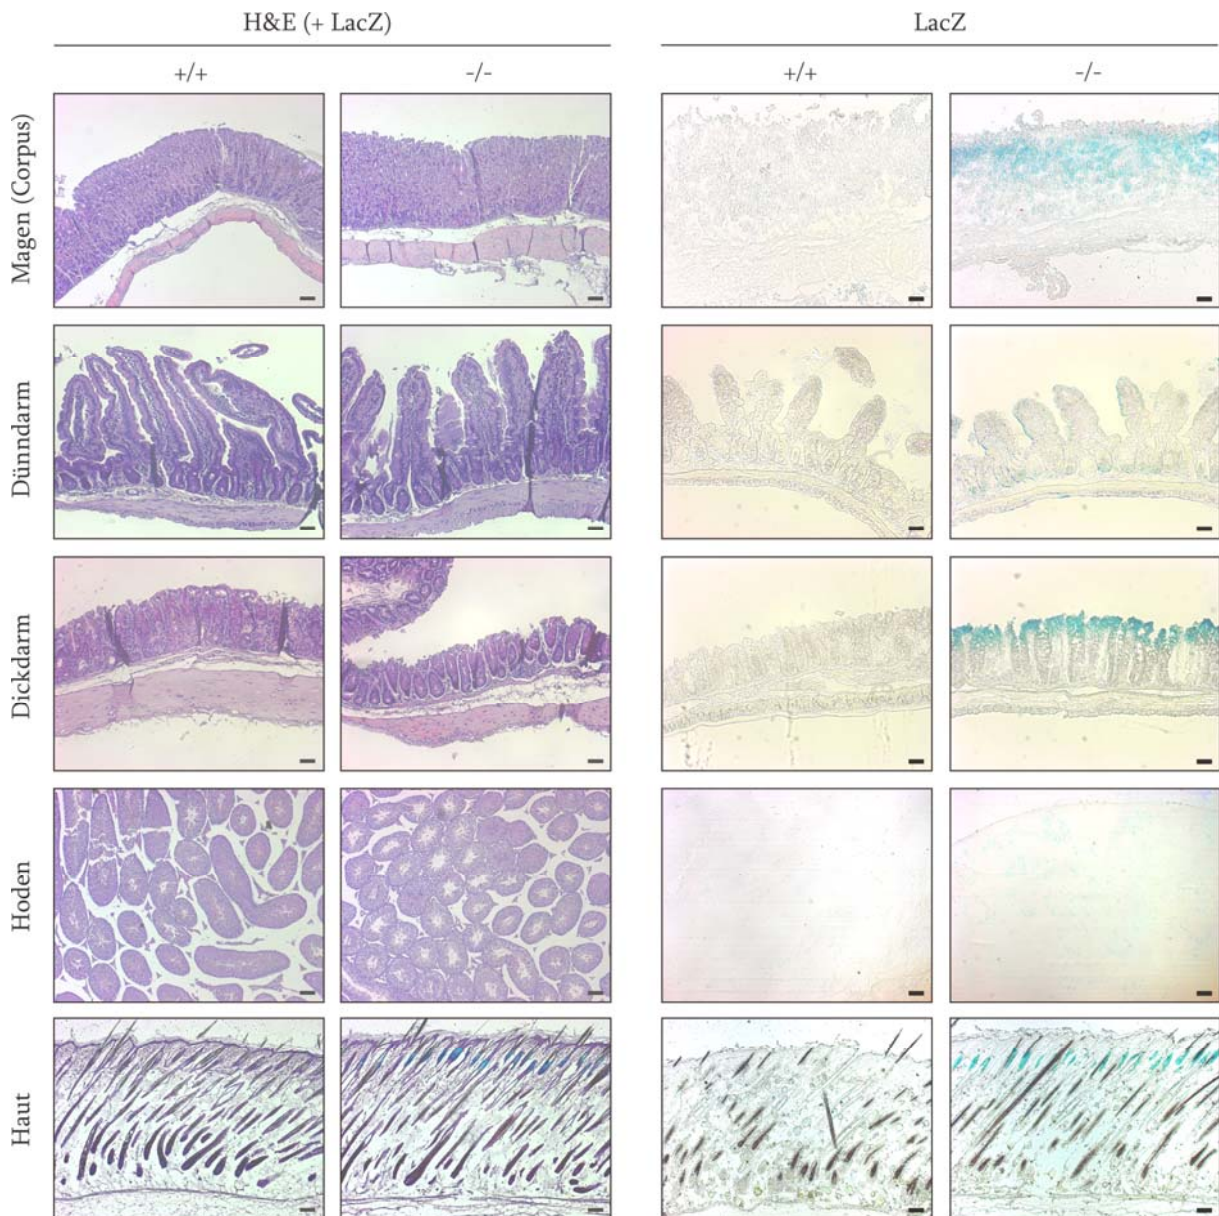 H&E (+ LacZ) LacZ
+/+ -/- +/+ -/-
Magen (Corpus)
Dünndarm
Dickdarm
Hoden
Haut